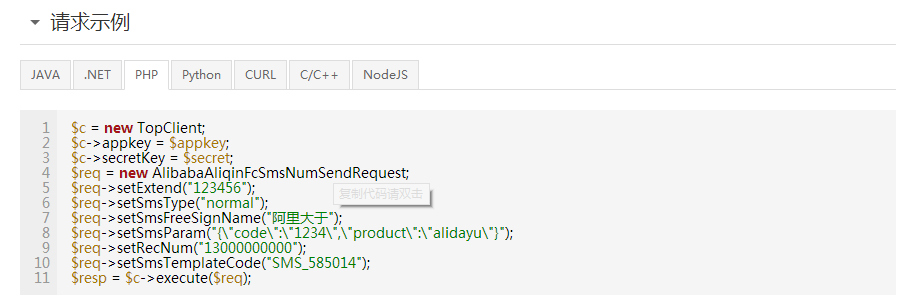 请求示例
JAVA .NET PHP Python CURL C/C++ NodeJS
1 $c = new TopClient;
2 $c->appkey = $appkey;
3 $c->secretKey = $secret;
4 $req = new AlibabaAliqinFcSmsNumSendRequest;
5 $req->setExtend("123456");
复制代码请双击
6 $req->setSmsType("normal");
7 $req->setSmsFreeSignName("阿里大于");
8 $req->setSmsParam("{\"code\":\"1234\",\"product\":\"alidayu\"}");
9 $req->setRecNum("13000000000");
10 $req->setSmsTemplateCode("SMS_585014");
11 $resp = $c->execute($req);